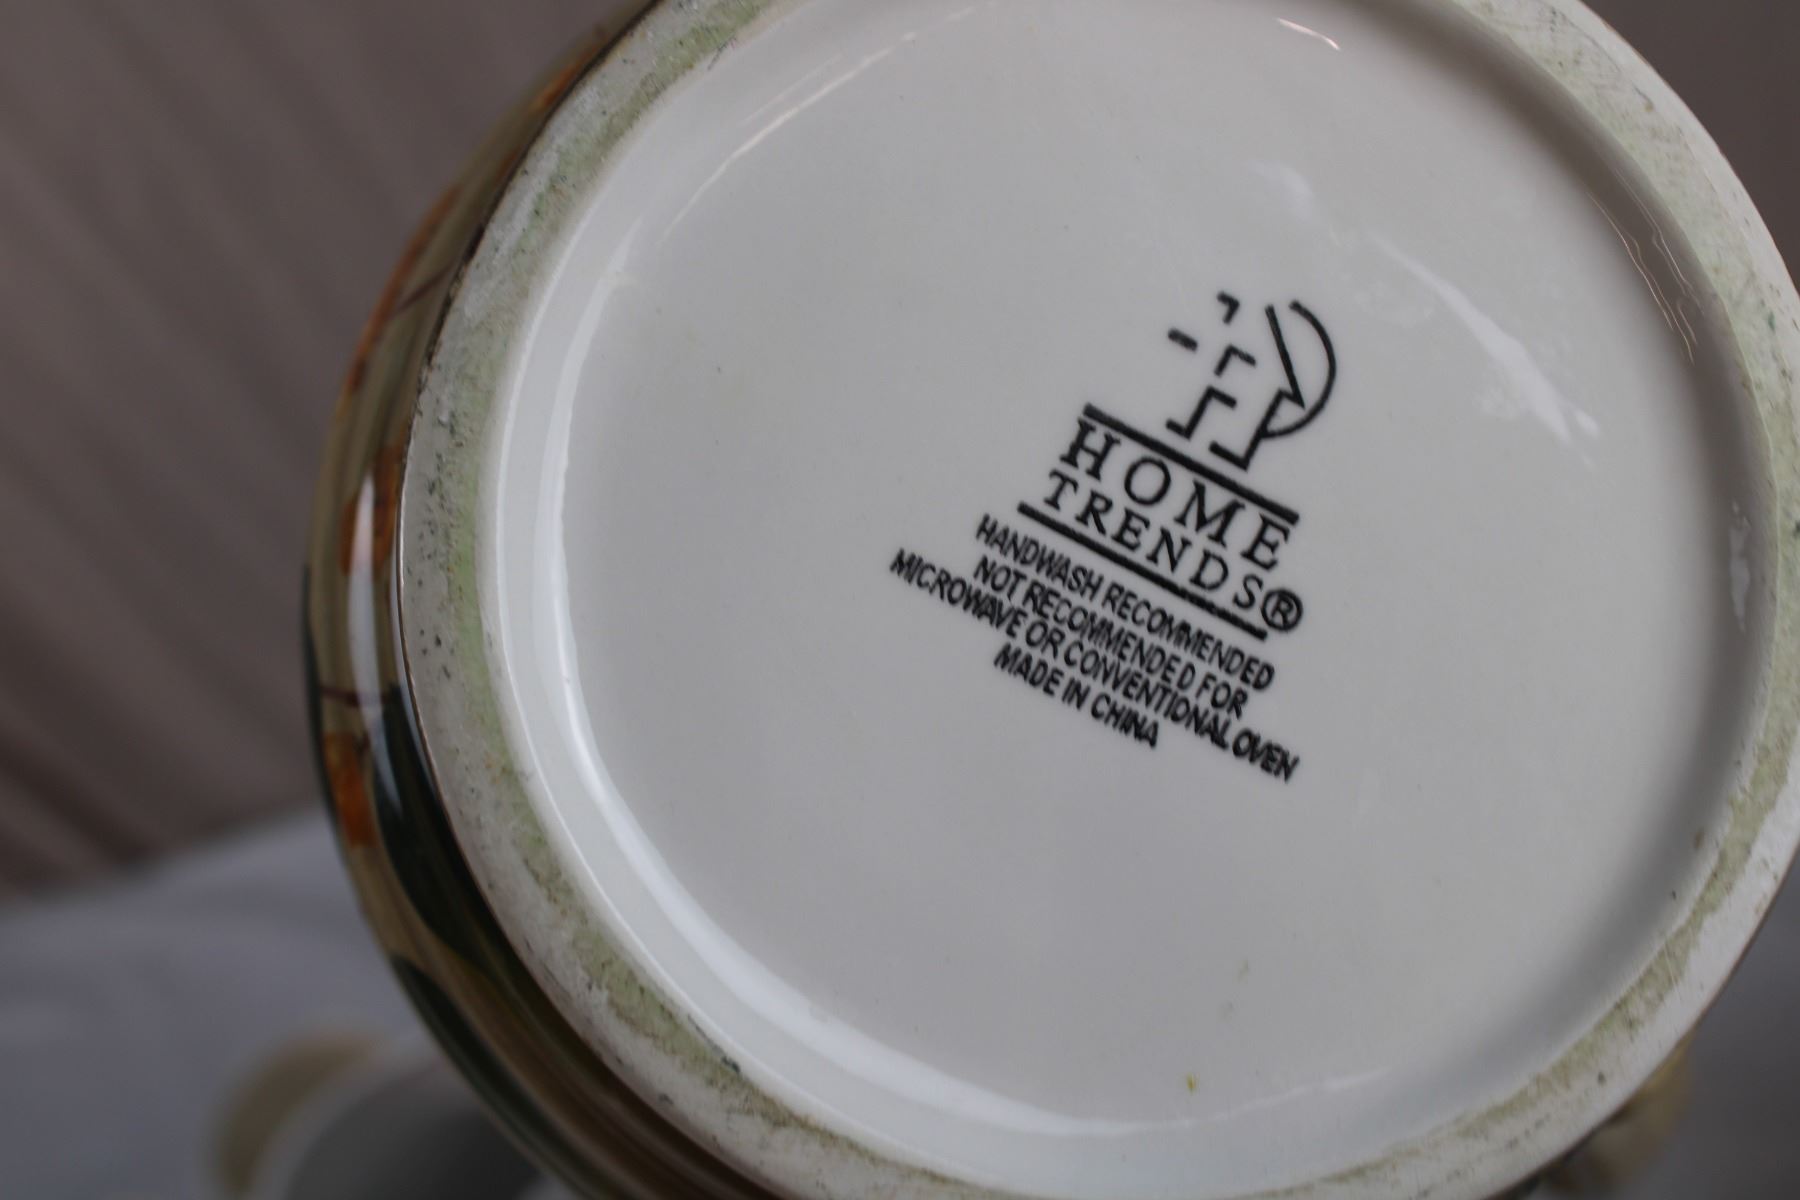 HOME
TRENDS®
HANDWASH RECOMMENDED
NOT RECOMMENDED FOR
MICROWAVE OR CONVENTIONAL OVEN
MADE IN CHINA